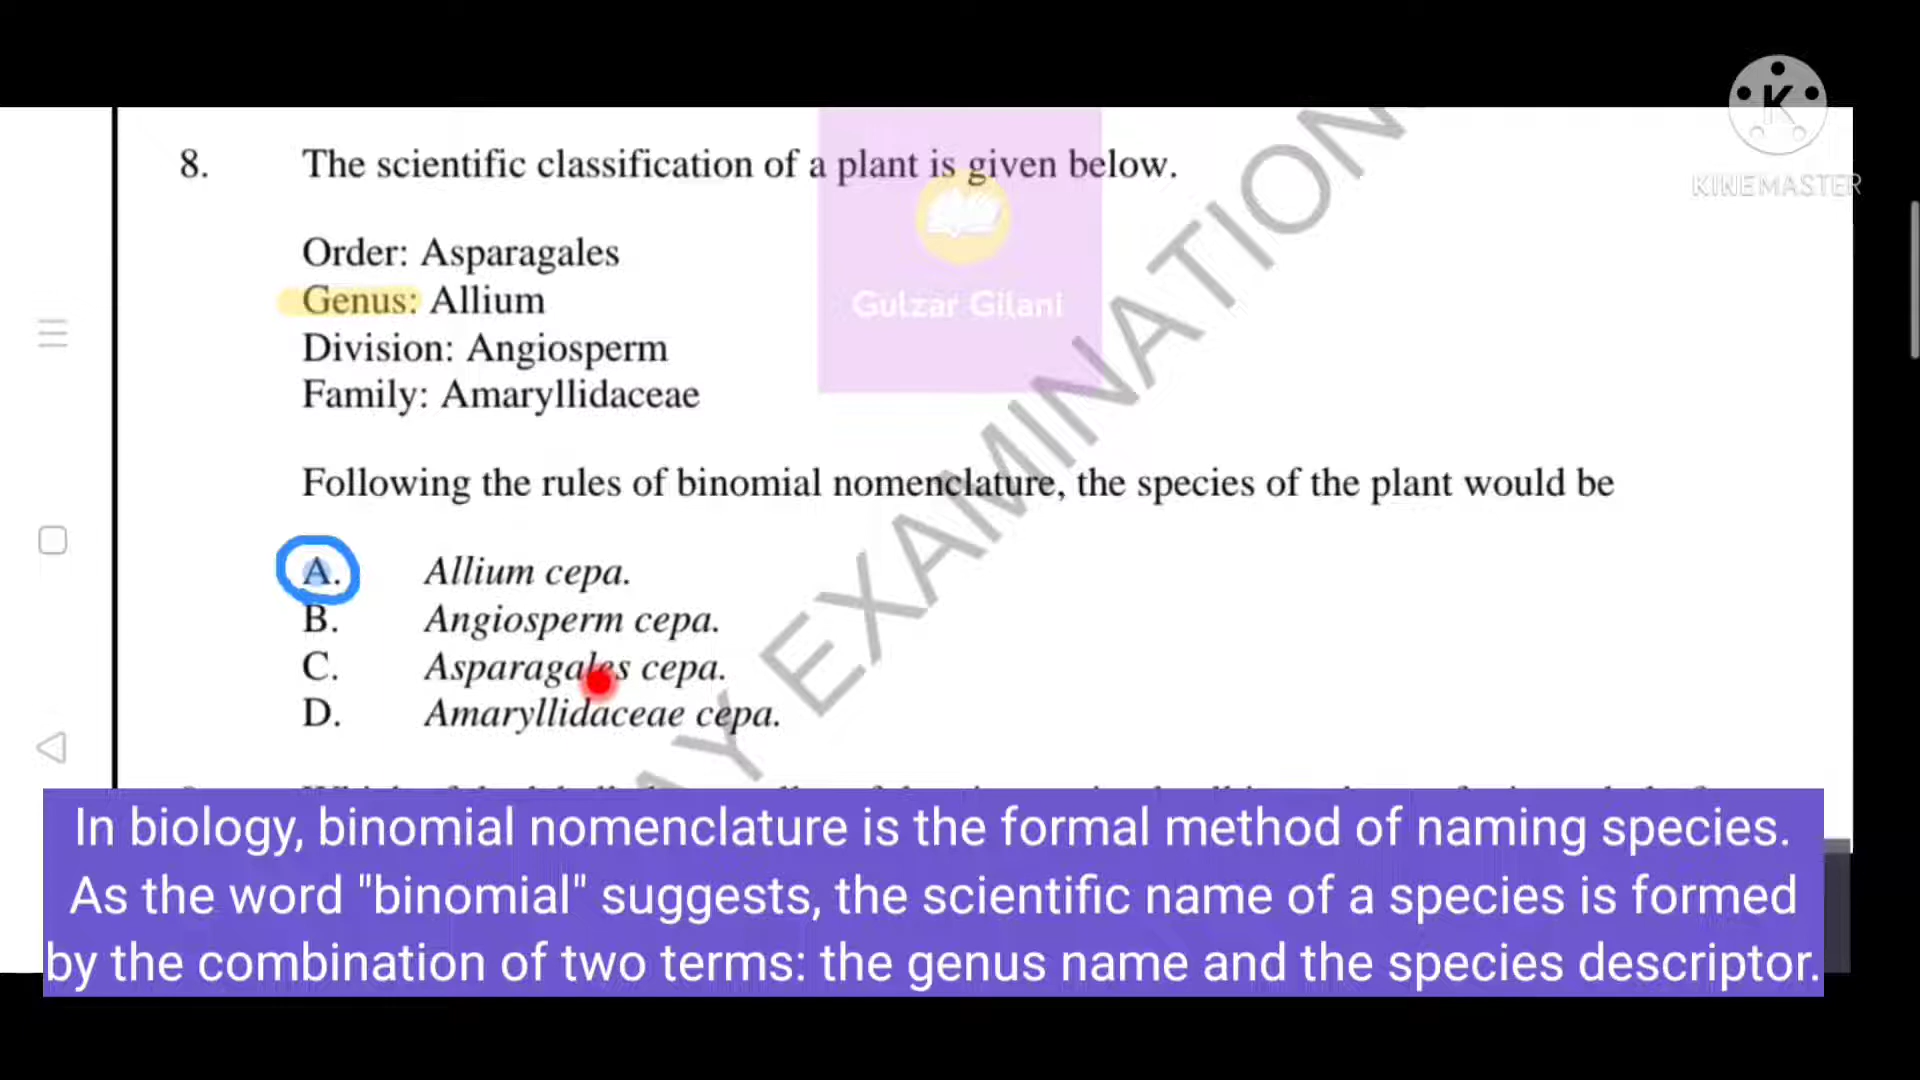 K
KINEMASTER
8. The scientific classification of a plant is given below.
Order: Asparagales
Genus: Allium
Gulzar Gilani
Division: Angiosperm
Family: Amaryllidaceae
Following the rules of binomial nomenclature, the species of the plant would be
A. Allium cepa.
B. Angiosperm cepa.
C. Asparagales cepa.
D. Amaryllidaceae cepa.
Y EXAMINATION
In biology, binomial nomenclature is the formal method of naming species.
As the word "binomial" suggests, the scientific name of a species is formed
by the combination of two terms: the genus name and the species descriptor.